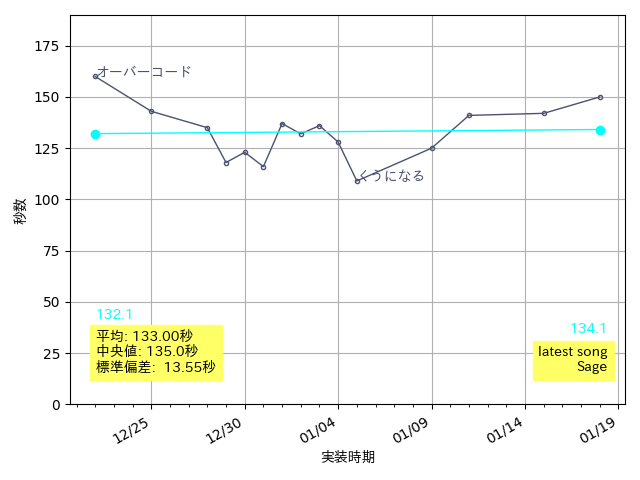 175
150
125
100
75
50
25
0
秒数
オーバーコード
くうになる
132.1
平均: 133.00秒
中央値: 135.0秒
標準偏差: 13.55秒
134.1
latest song
Sage
12/25
12/30
01/04
01/09
01/14
01/19
実装時期